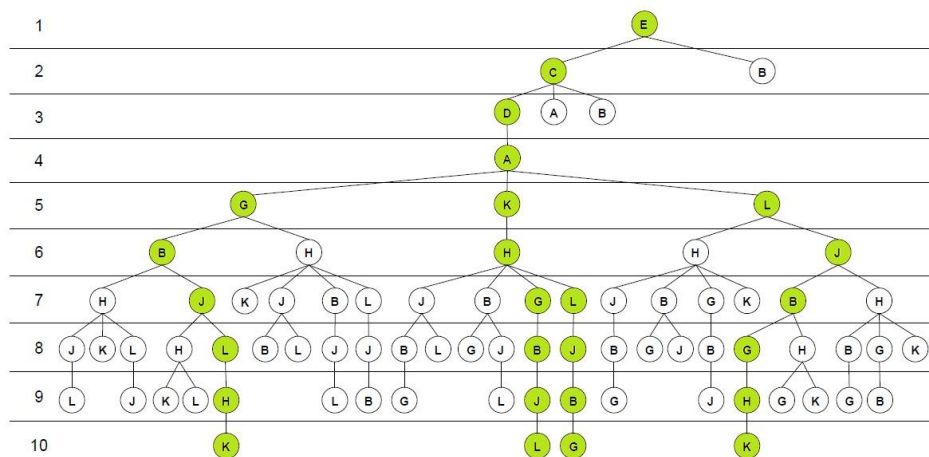 1 E
2 C B
3 D A B
4 A
5 G K L
6 B H H H J
7 H J K J B L J B G L J B G K B H
8 J K L H L B L J J B L G J B J B G J B G H B G K
9 L J K L H L B G L J B G J H G K G B
10 K L G K